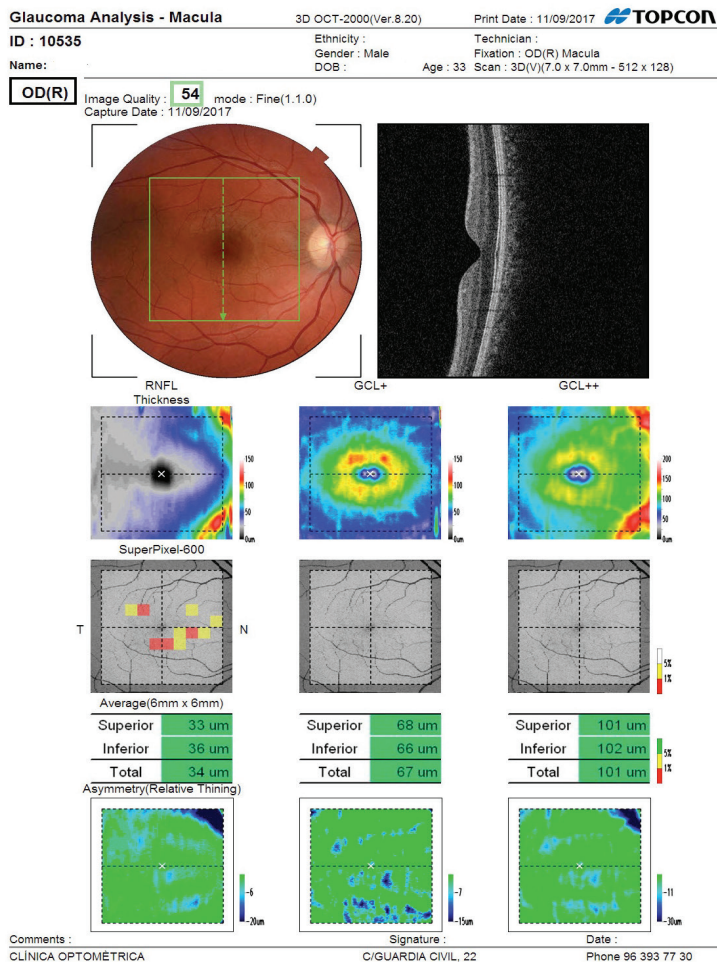 Glaucoma Analysis - Macula 3D OCT-2000(Ver.8.20) Print Date : 11/09/2017 TOPCON
ID : 10535 Ethnicity : Technician :
Gender : Male Fixation : OD(R) Macula
Name: DOB : Age : 33 Scan : 3D(V)(7.0 x 7.0mm - 512 x 128)
OD(R) Image Quality : 54 mode : Fine(1.1.0)
Capture Date : 11/09/2017
RNFL GCL+ GCL++
Thickness
150 150 200
100 100 150
50 50 100
0um 0um 50
0um
SuperPixel-600
T N
5%
1%
Average(6mm x 6mm)
Superior 33 um Superior 68 um Superior 101 um
Inferior 36 um Inferior 66 um Inferior 102 um
Total 34 um Total 67 um Total 101 um
5%
1%
Asymmetry(Relative Thining)
-6 -7 -11
-20um -15um -30um
Comments : Signature : Date :
CLÍNICA OPTOMÉTRICA C/GUARDIA CIVIL, 22 Phone 96 393 77 30